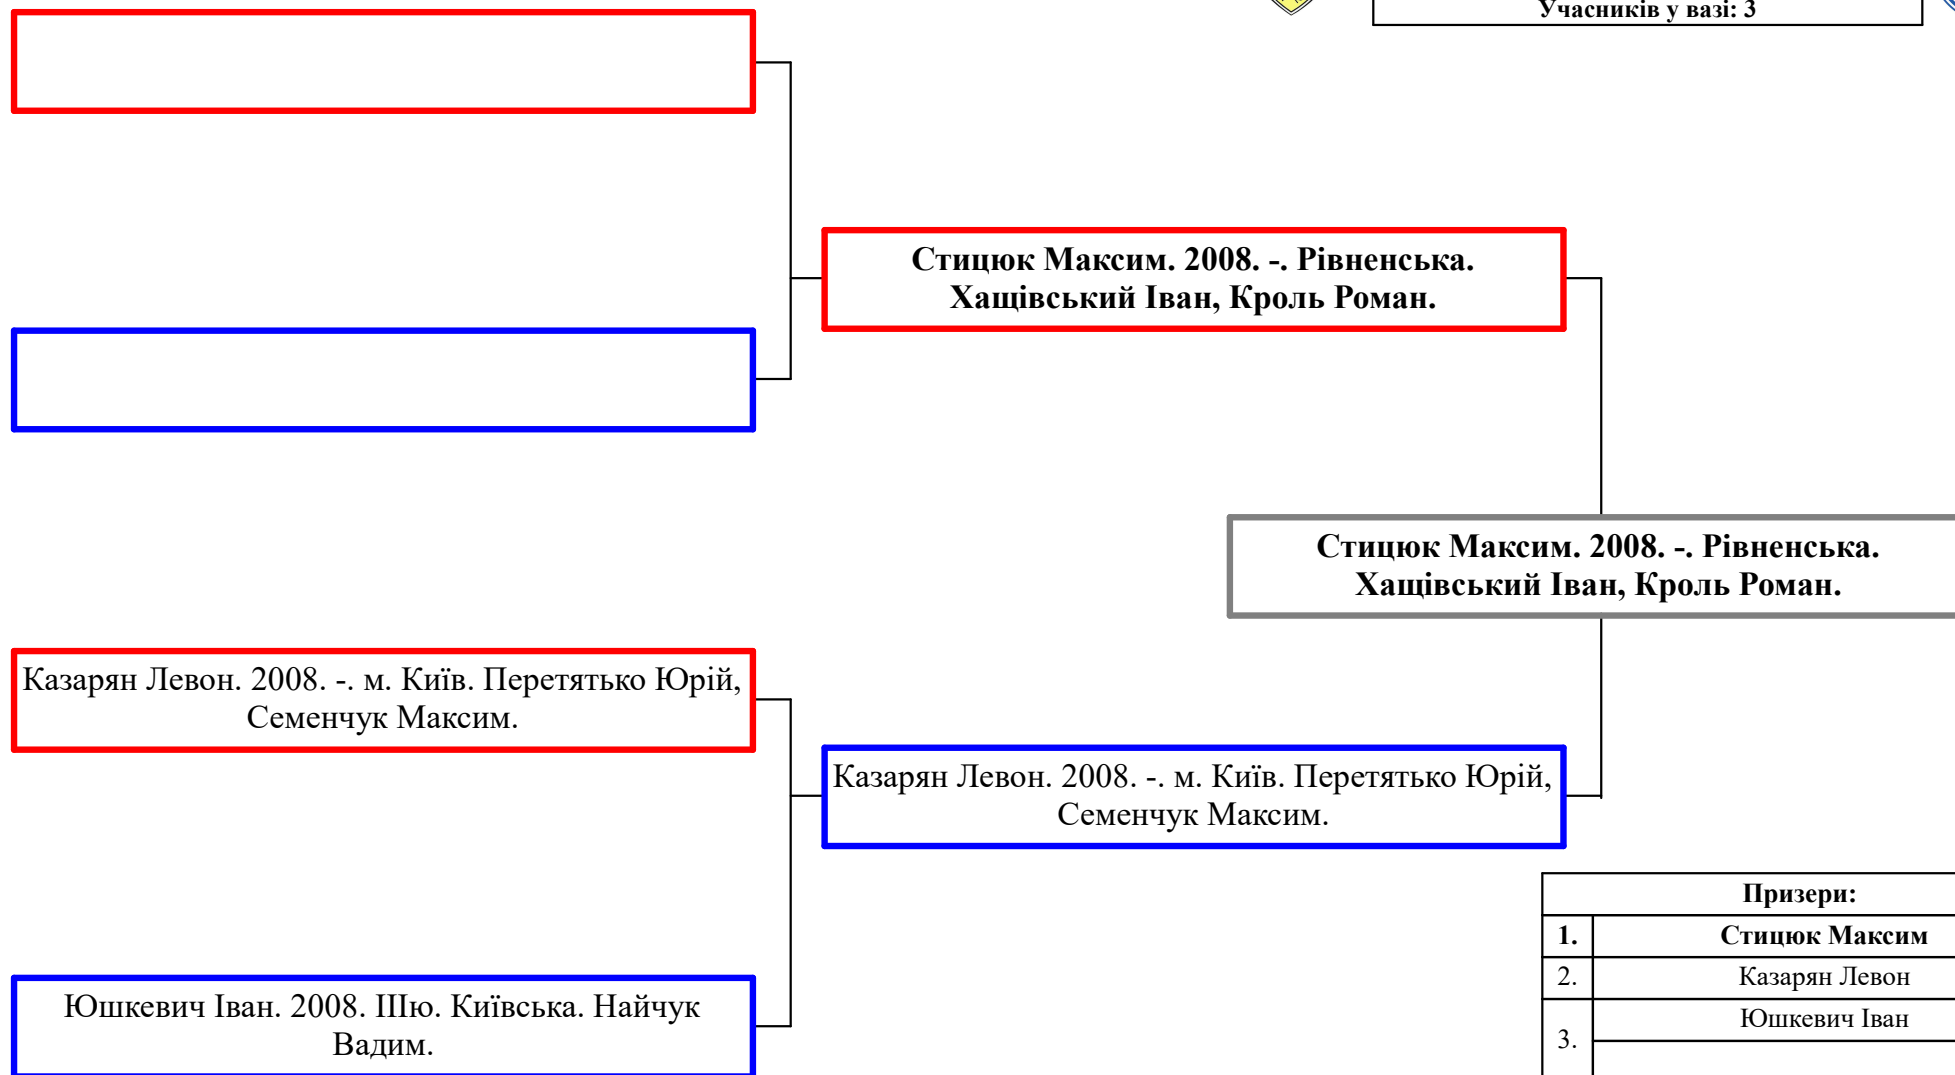 Учасників у вазі: 3
Стицюк Максим. 2008. -. Рівненська.
Хащівський Іван, Кроль Роман.
Стицюк Максим. 2008. -. Рівненська.
Хащівський Іван, Кроль Роман.
Казарян Левон. 2008. -. м. Київ. Перетятько Юрій,
Семенчук Максим.
Казарян Левон. 2008. -. м. Київ. Перетятько Юрій,
Семенчук Максим.
Юшкевич Іван. 2008. ІІІю. Київська. Найчук
Вадим.
Призери:
1. Стицюк Максим
2. Казарян Левон
3. Юшкевич Іван